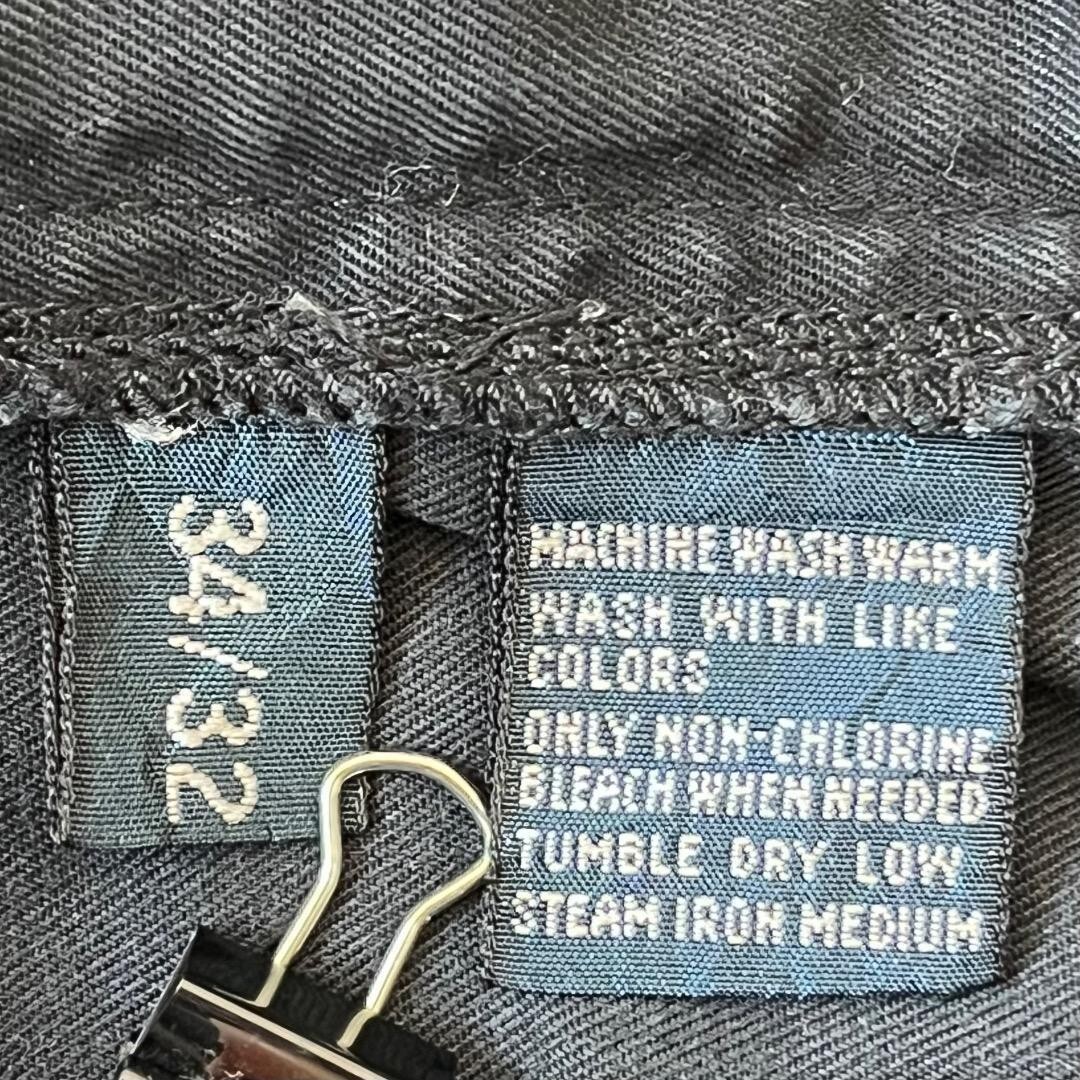 34/32
MACHINE WASH WARM
WASH WITH LIKE
COLORS
ONLY NON-CHLORINE
BLEACH WHEN NEEDED
TUMBLE DRY LOW
STEAM IRON MEDIUM